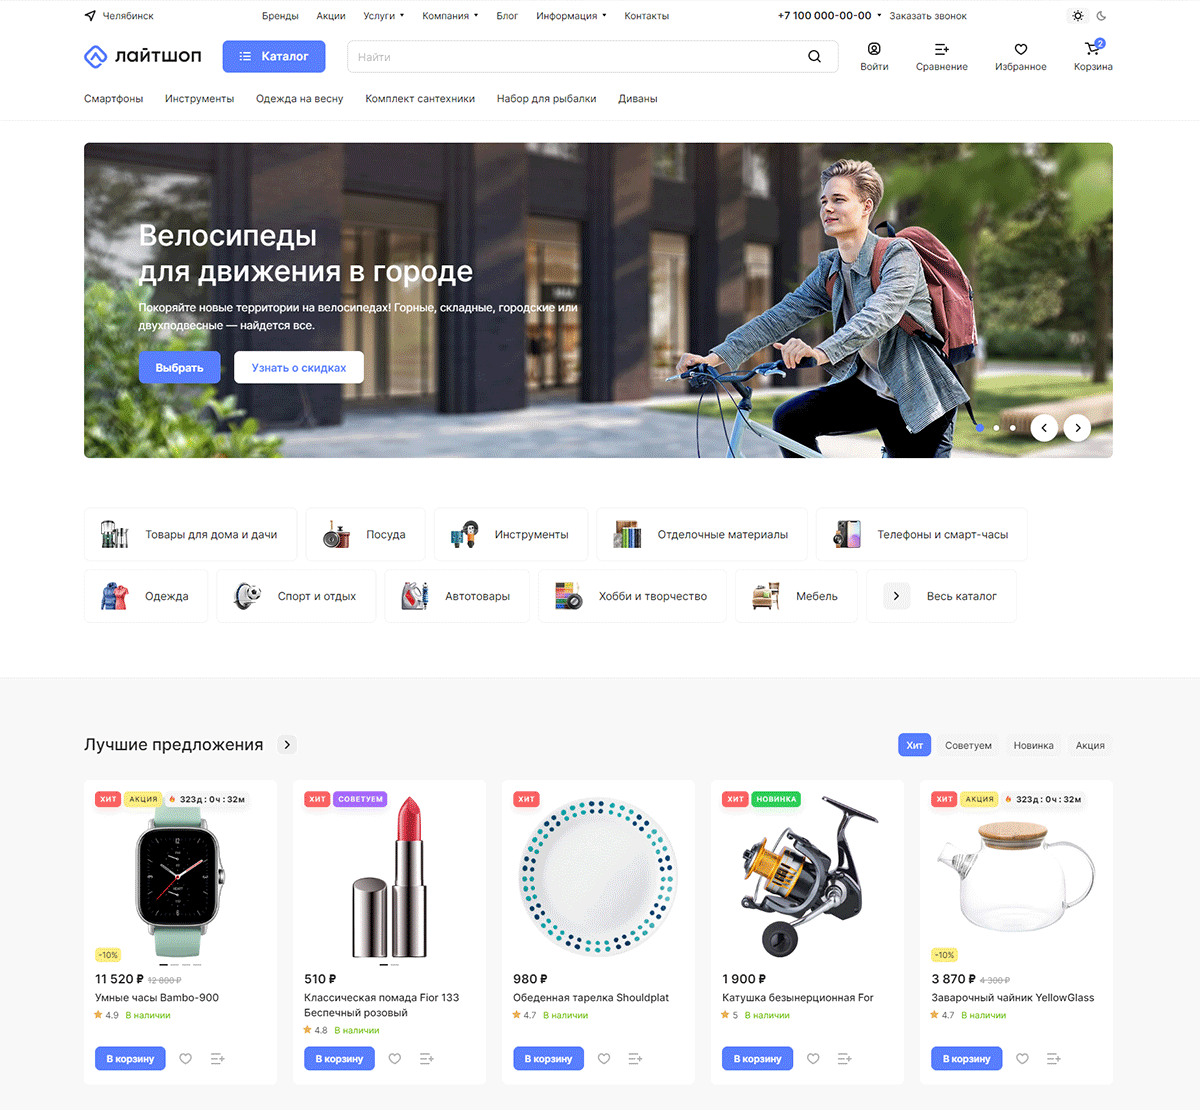 Челябинск Бренды Акции Услуги Компания Блог Информация Контакты +7 100 000-00-00 Заказать звонок
лайтшоп Каталог Найти Войти Сравнение Избранное 2 Корзина
Смартфоны Инструменты Одежда на весну Комплект сантехники Набор для рыбалки Диваны
Велосипеды
для движения в городе
Покоряйте новые территории на велосипедах! Горные, складные, городские или
двухподвесные — найдется все.
Выбрать Узнать о скидках
Товары для дома и дачи Посуда Инструменты Отделочные материалы Телефоны и смарт-часы
Одежда Спорт и отдых Автотовары Хобби и творчество Мебель Весь каталог
Лучшие предложения Хит Советуем Новинка Акция
ХИТ АКЦИЯ 323д : 0ч : 32м
-10%
11 520 ₽ 12 800 ₽
Умные часы Bambo-900
4.9 В наличии
В корзину
ХИТ СОВЕТУЕМ
510 ₽
Классическая помада Fior 133
Беспечный розовый
4.8 В наличии
В корзину
ХИТ
980 ₽
Обеденная тарелка Shouldplat
4.7 В наличии
В корзину
ХИТ НОВИНКА
1 900 ₽
Катушка безынерционная For
5 В наличии
В корзину
ХИТ АКЦИЯ 323д : 0ч : 32м
-10%
3 870 ₽ 4 300 ₽
Заварочный чайник YellowGlass
4.7 В наличии
В корзину